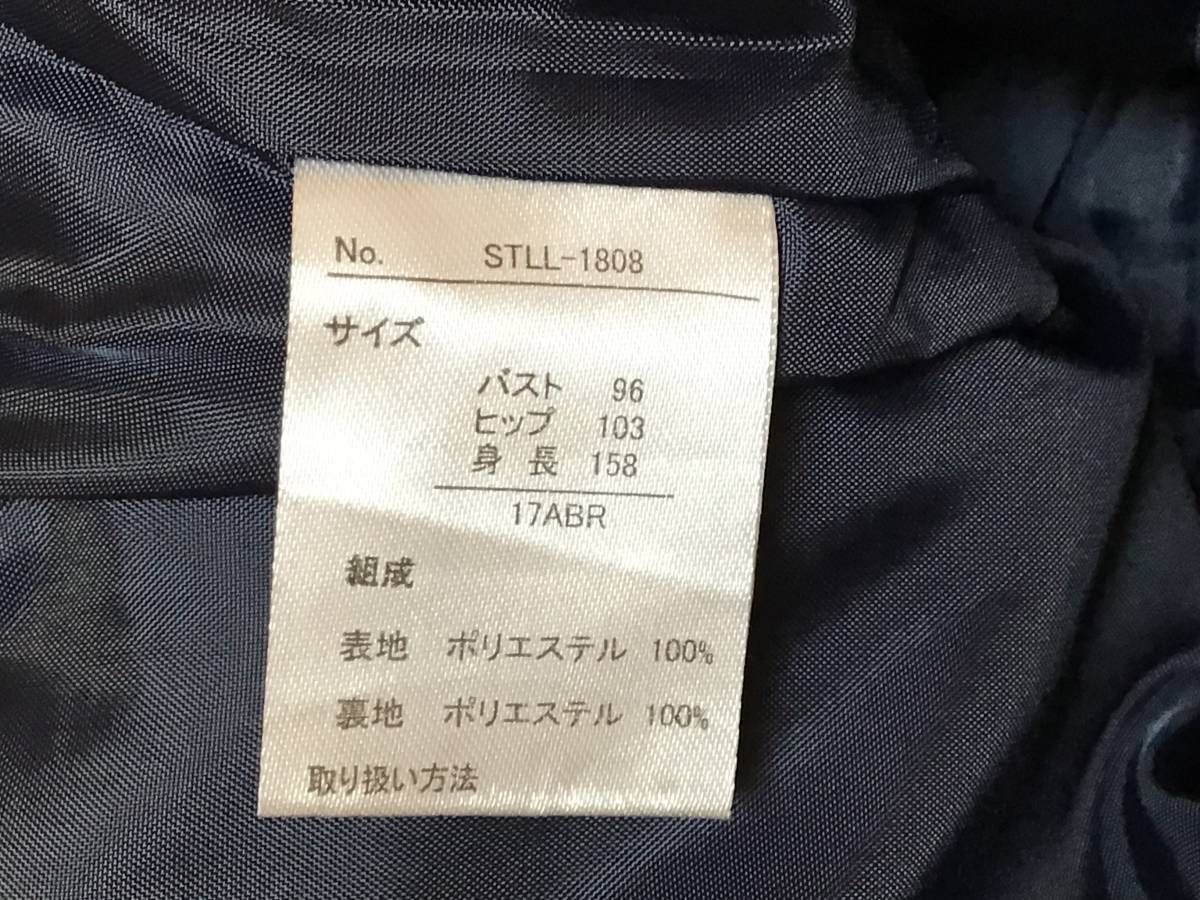 No. STLL-1808
サイズ
バスト 96
ヒップ 103
身長 158
17ABR
組成
表地 ポリエステル 100%
裏地 ポリエステル 100%
取り扱い方法